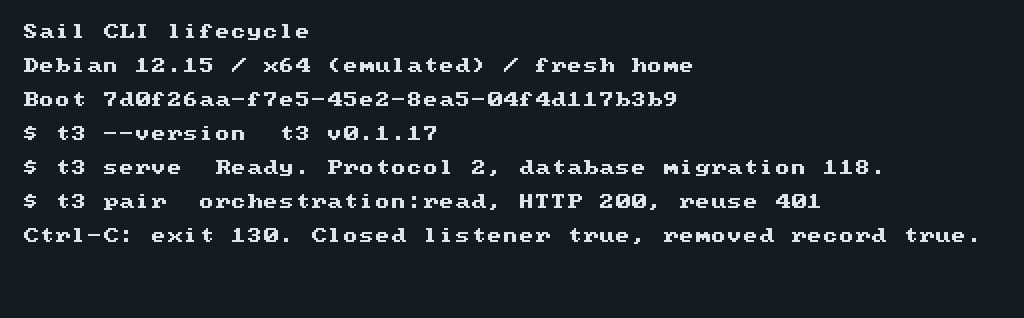 Sail CLI lifecycle
Debian 12.15 / x64 (emulated) / fresh home
Boot 7d0f26aa-f7e5-45e2-8ea5-04f4d117b3b9
$ t3 --version  t3 v0.1.17
$ t3 serve  Ready. Protocol 2, database migration 118.
$ t3 pair  orchestration:read, HTTP 200, reuse 401
Ctrl-C: exit 130. Closed listener true, removed record true.